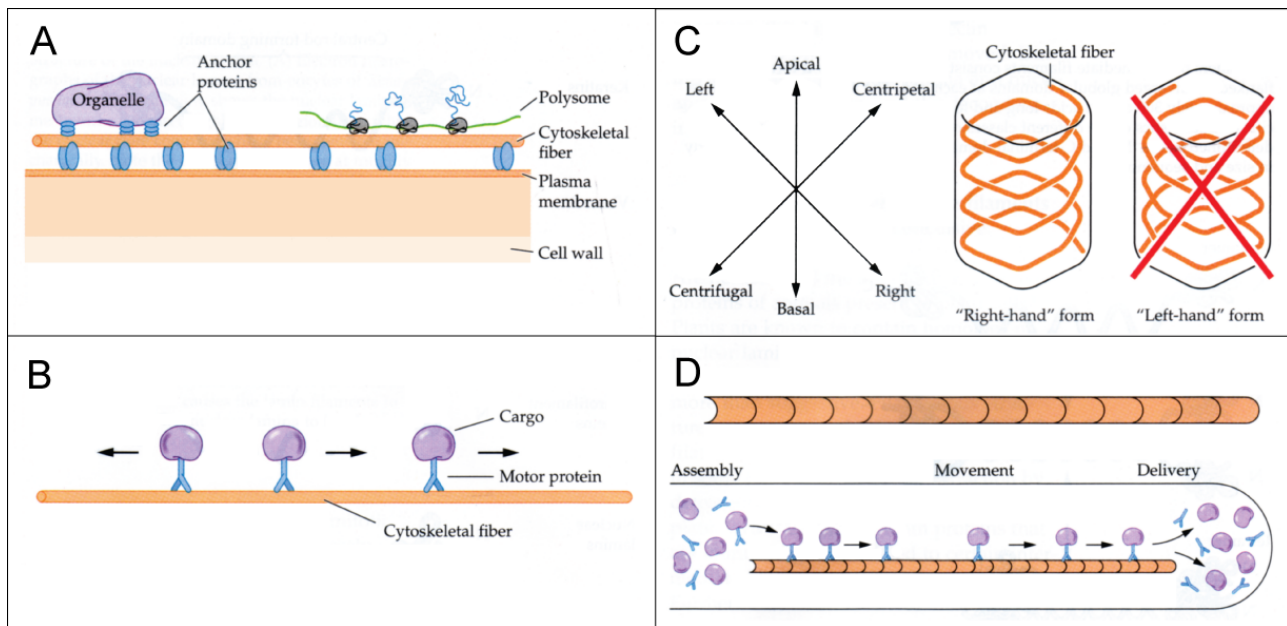 A
Anchor
proteins
Organelle
Polysome
Cytoskeletal
fiber
Plasma
membrane
Cell wall
B
Cargo
Motor protein
Cytoskeletal fiber
C
Apical
Left
Centripetal
Centrifugal
Right
Basal
Cytoskeletal fiber
“Right-hand” form
“Left-hand” form
D
Assembly
Movement
Delivery